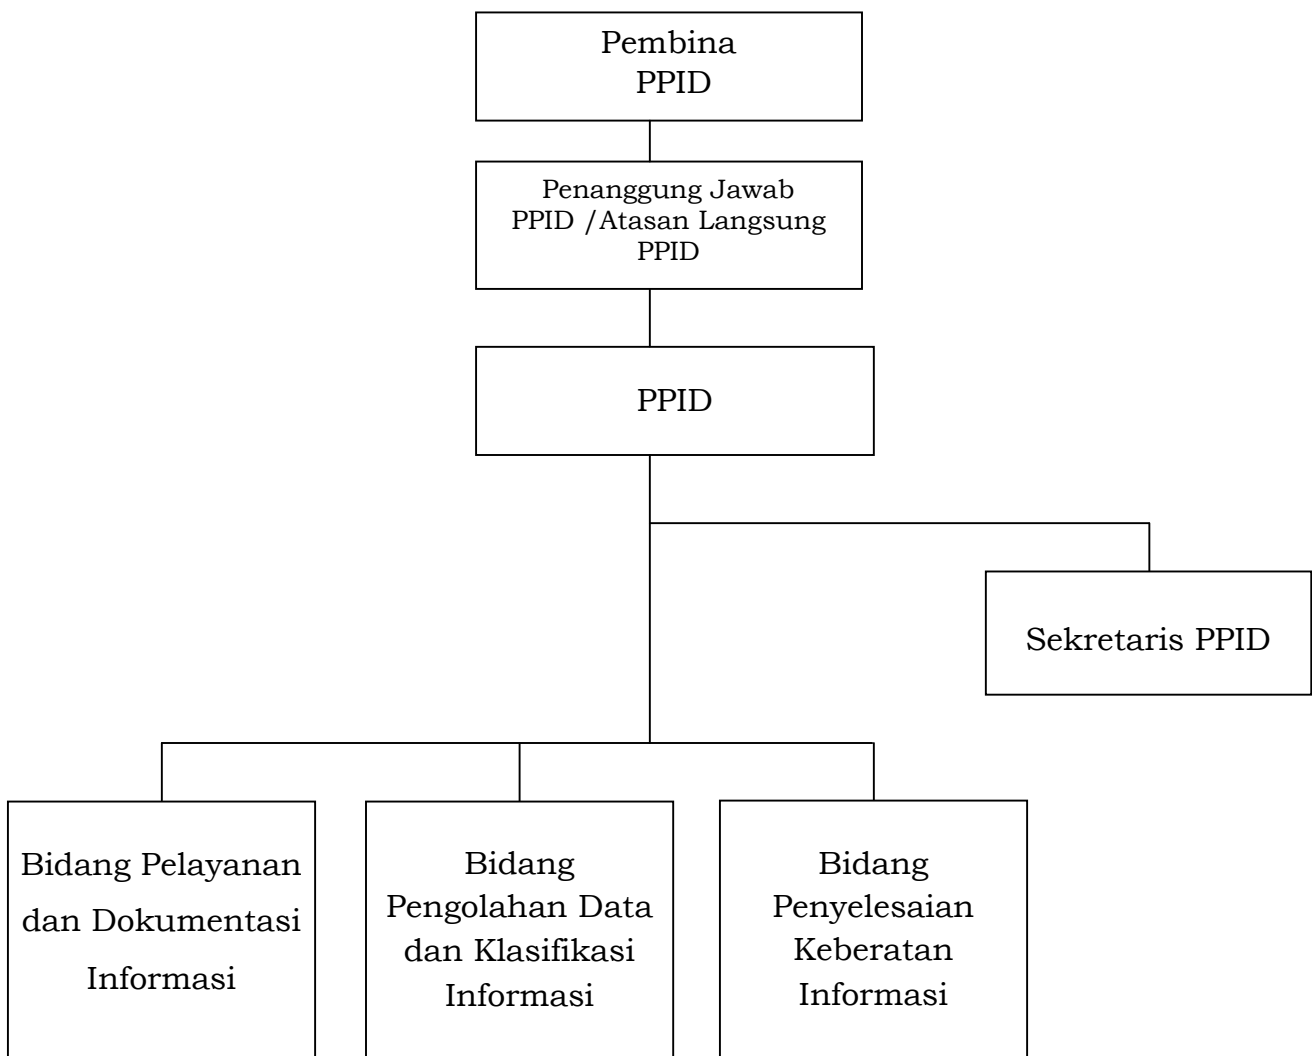 Pembina
PPID
Penanggung Jawab
PPID /Atasan Langsung
PPID
PPID
Sekretaris PPID
Bidang Pelayanan
dan Dokumentasi
Informasi
Bidang
Pengolahan Data
dan Klasifikasi
Informasi
Bidang
Penyelesaian
Keberatan
Informasi